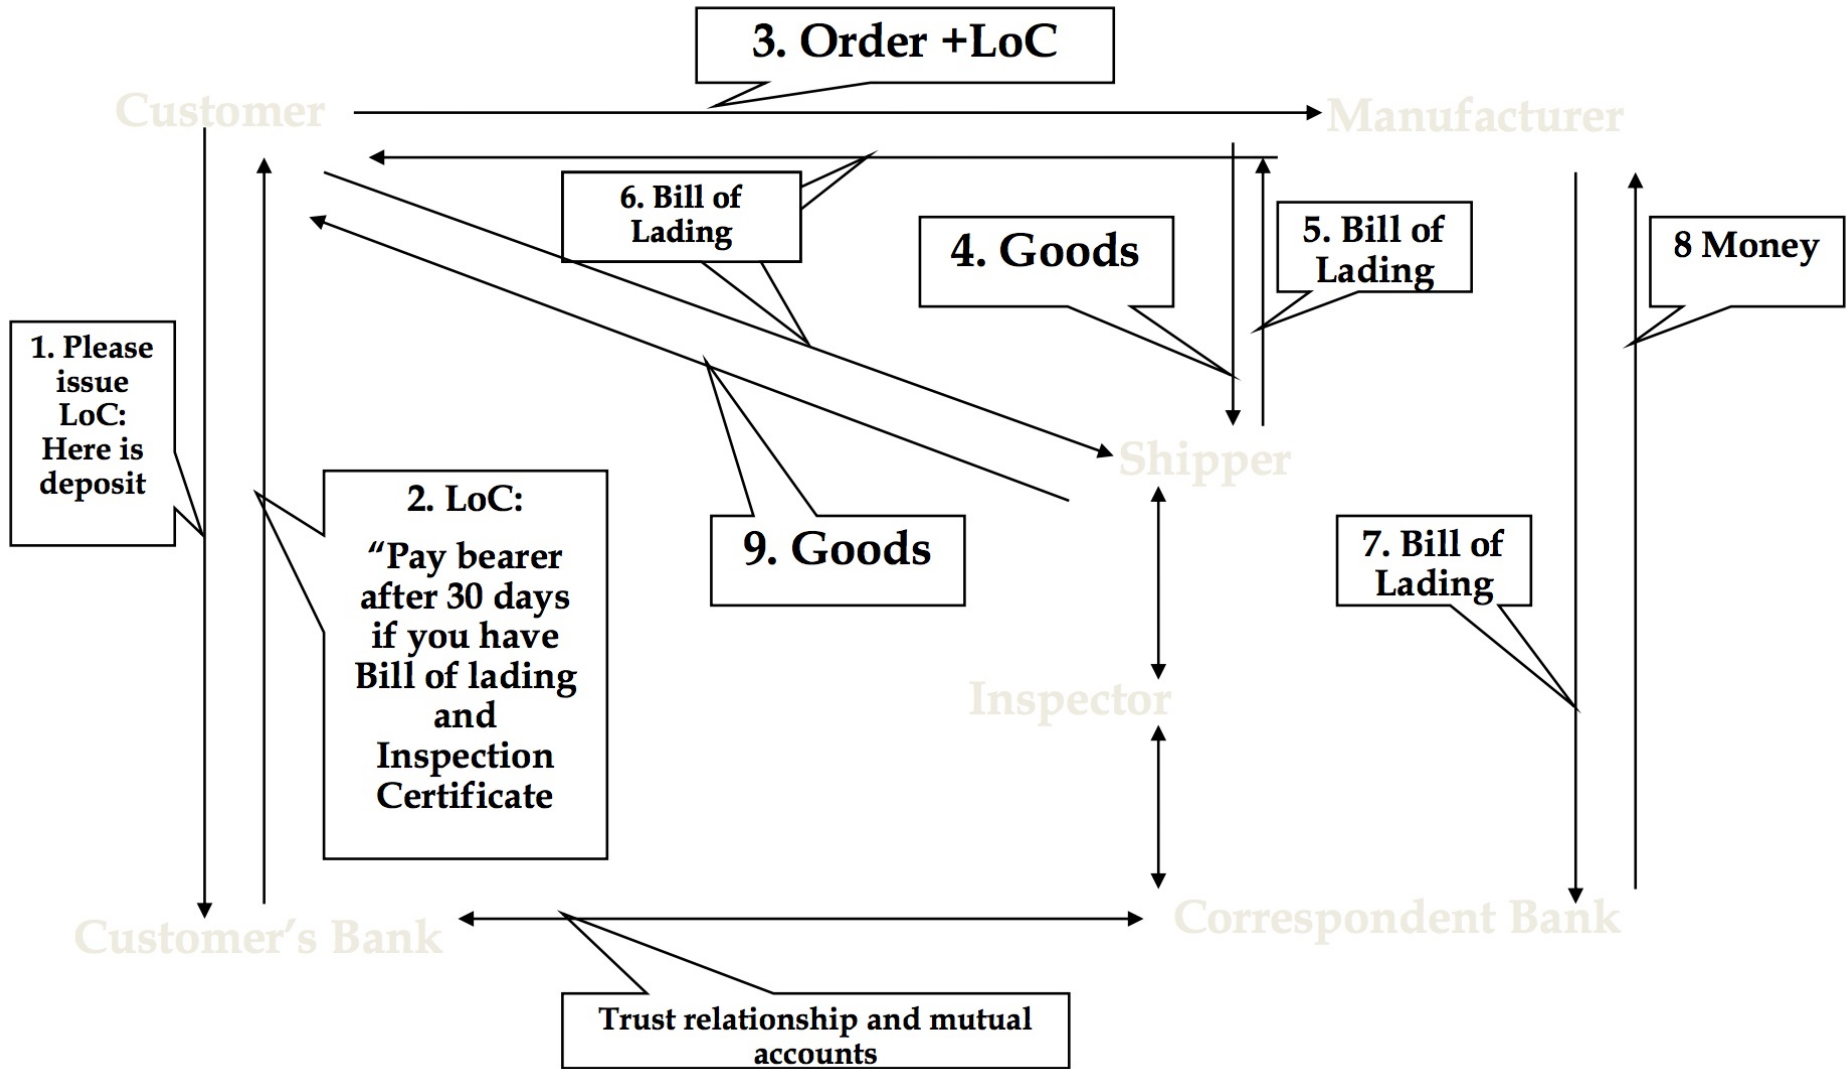 3. Order +LoC
Customer
Manufacturer
6. Bill of
Lading
4. Goods
5. Bill of
Lading
8 Money
1. Please
issue
LoC:
Here is
deposit
Shipper
2. LoC:
“Pay bearer
after 30 days
if you have
Bill of lading
and
Inspection
Certificate
9. Goods
7. Bill of
Lading
Inspector
Customer’s Bank
Correspondent Bank
Trust relationship and mutual
accounts